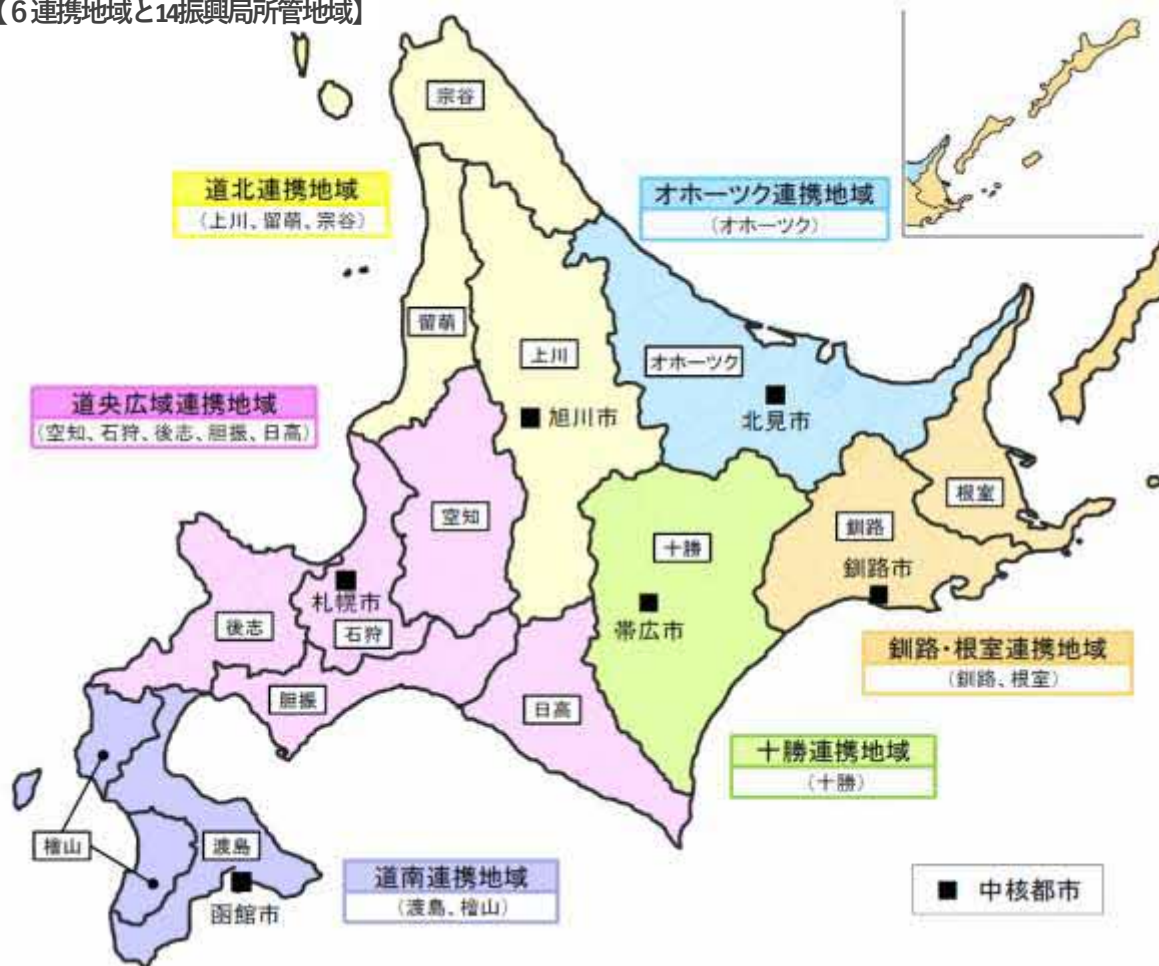 【６連携地域と14振興局所管地域】
宗谷
道北連携地域
（上川、留萌、宗谷）
オホーツク連携地域
（オホーツク）
留萌
上川
オホーツク
道央広域連携地域
（空知、石狩、後志、胆振、日高）
旭川市
北見市
空知
根室
十勝
釧路
札幌市
釧路市
後志
石狩
帯広市
釧路・根室連携地域
（釧路、根室）
胆振
日高
十勝連携地域
（十勝）
檜山
渡島
道南連携地域
（渡島、檜山）
函館市
■ 中核都市